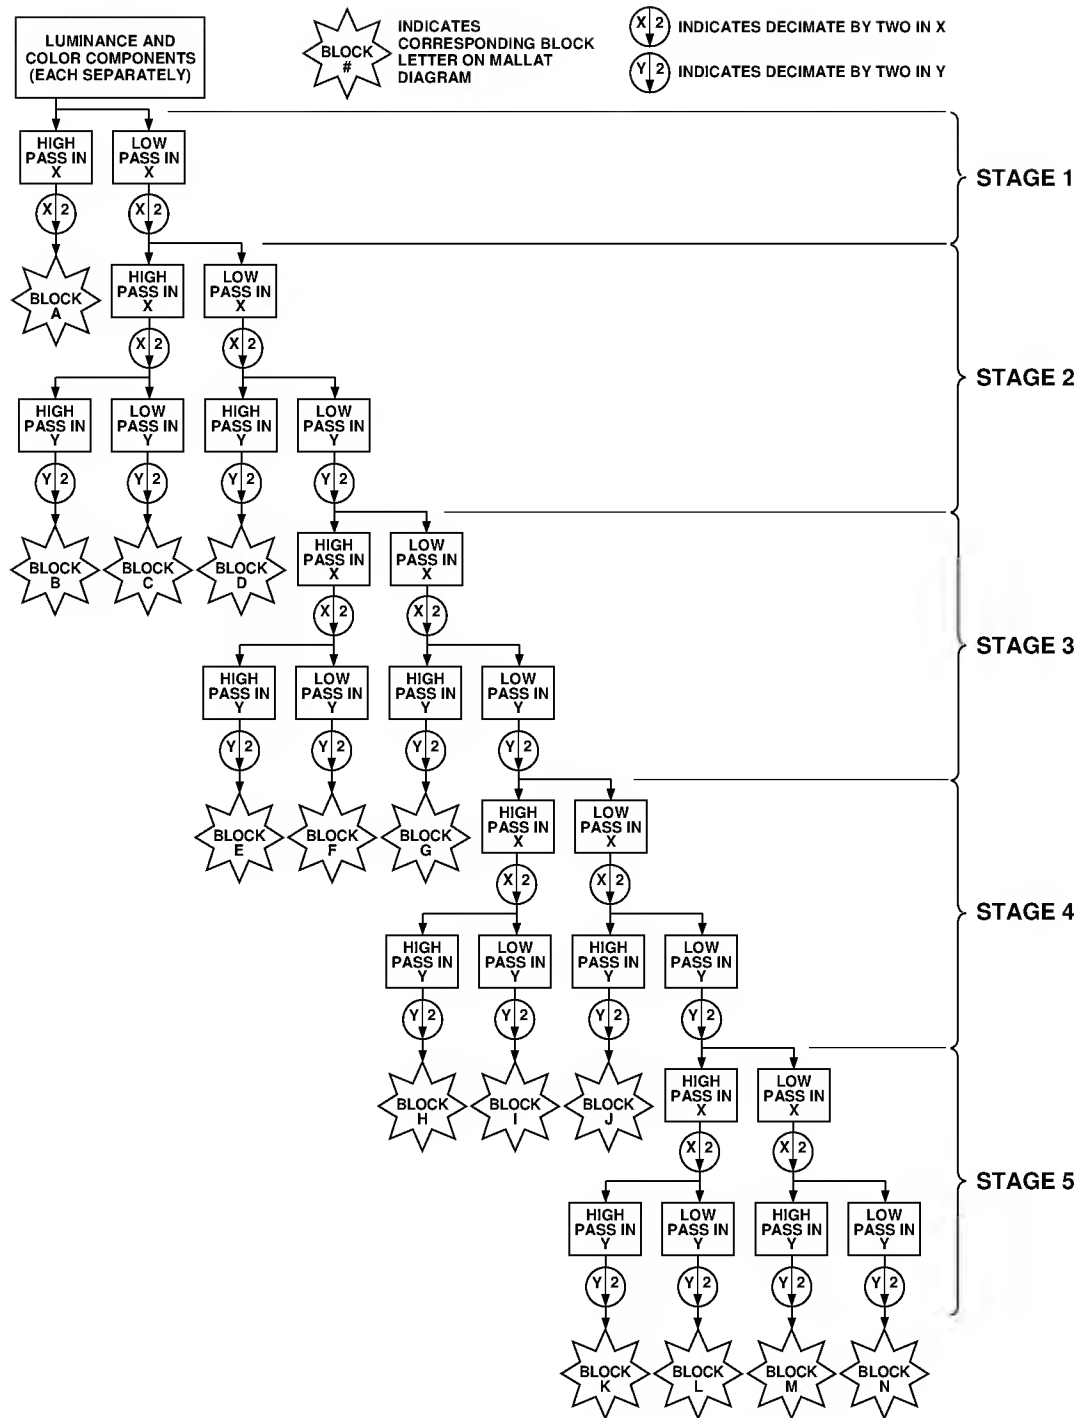 LUMINANCE AND
COLOR COMPONENTS
(EACH SEPARATELY)
BLOCK
#
INDICATES
CORRESPONDING BLOCK
LETTER ON MALLAT
DIAGRAM
X 2
INDICATES DECIMATE BY TWO IN X
Y 2
INDICATES DECIMATE BY TWO IN Y
HIGH
PASS IN
X
LOW
PASS IN
X
STAGE 1
X 2
X 2
BLOCK
A
HIGH
PASS IN
X
LOW
PASS IN
X
X 2
X 2
STAGE 2
HIGH
PASS IN
Y
LOW
PASS IN
Y
HIGH
PASS IN
Y
LOW
PASS IN
Y
Y 2
Y 2
Y 2
Y 2
BLOCK
B
BLOCK
C
BLOCK
D
HIGH
PASS IN
X
LOW
PASS IN
X
X 2
X 2
STAGE 3
HIGH
PASS IN
Y
LOW
PASS IN
Y
HIGH
PASS IN
Y
LOW
PASS IN
Y
Y 2
Y 2
Y 2
Y 2
BLOCK
E
BLOCK
F
BLOCK
G
HIGH
PASS IN
X
LOW
PASS IN
X
X 2
X 2
STAGE 4
HIGH
PASS IN
Y
LOW
PASS IN
Y
HIGH
PASS IN
Y
LOW
PASS IN
Y
Y 2
Y 2
Y 2
Y 2
BLOCK
H
BLOCK
I
BLOCK
J
HIGH
PASS IN
X
LOW
PASS IN
X
X 2
X 2
STAGE 5
HIGH
PASS IN
Y
LOW
PASS IN
Y
HIGH
PASS IN
Y
LOW
PASS IN
Y
Y 2
Y 2
Y 2
Y 2
BLOCK
K
BLOCK
L
BLOCK
M
BLOCK
N